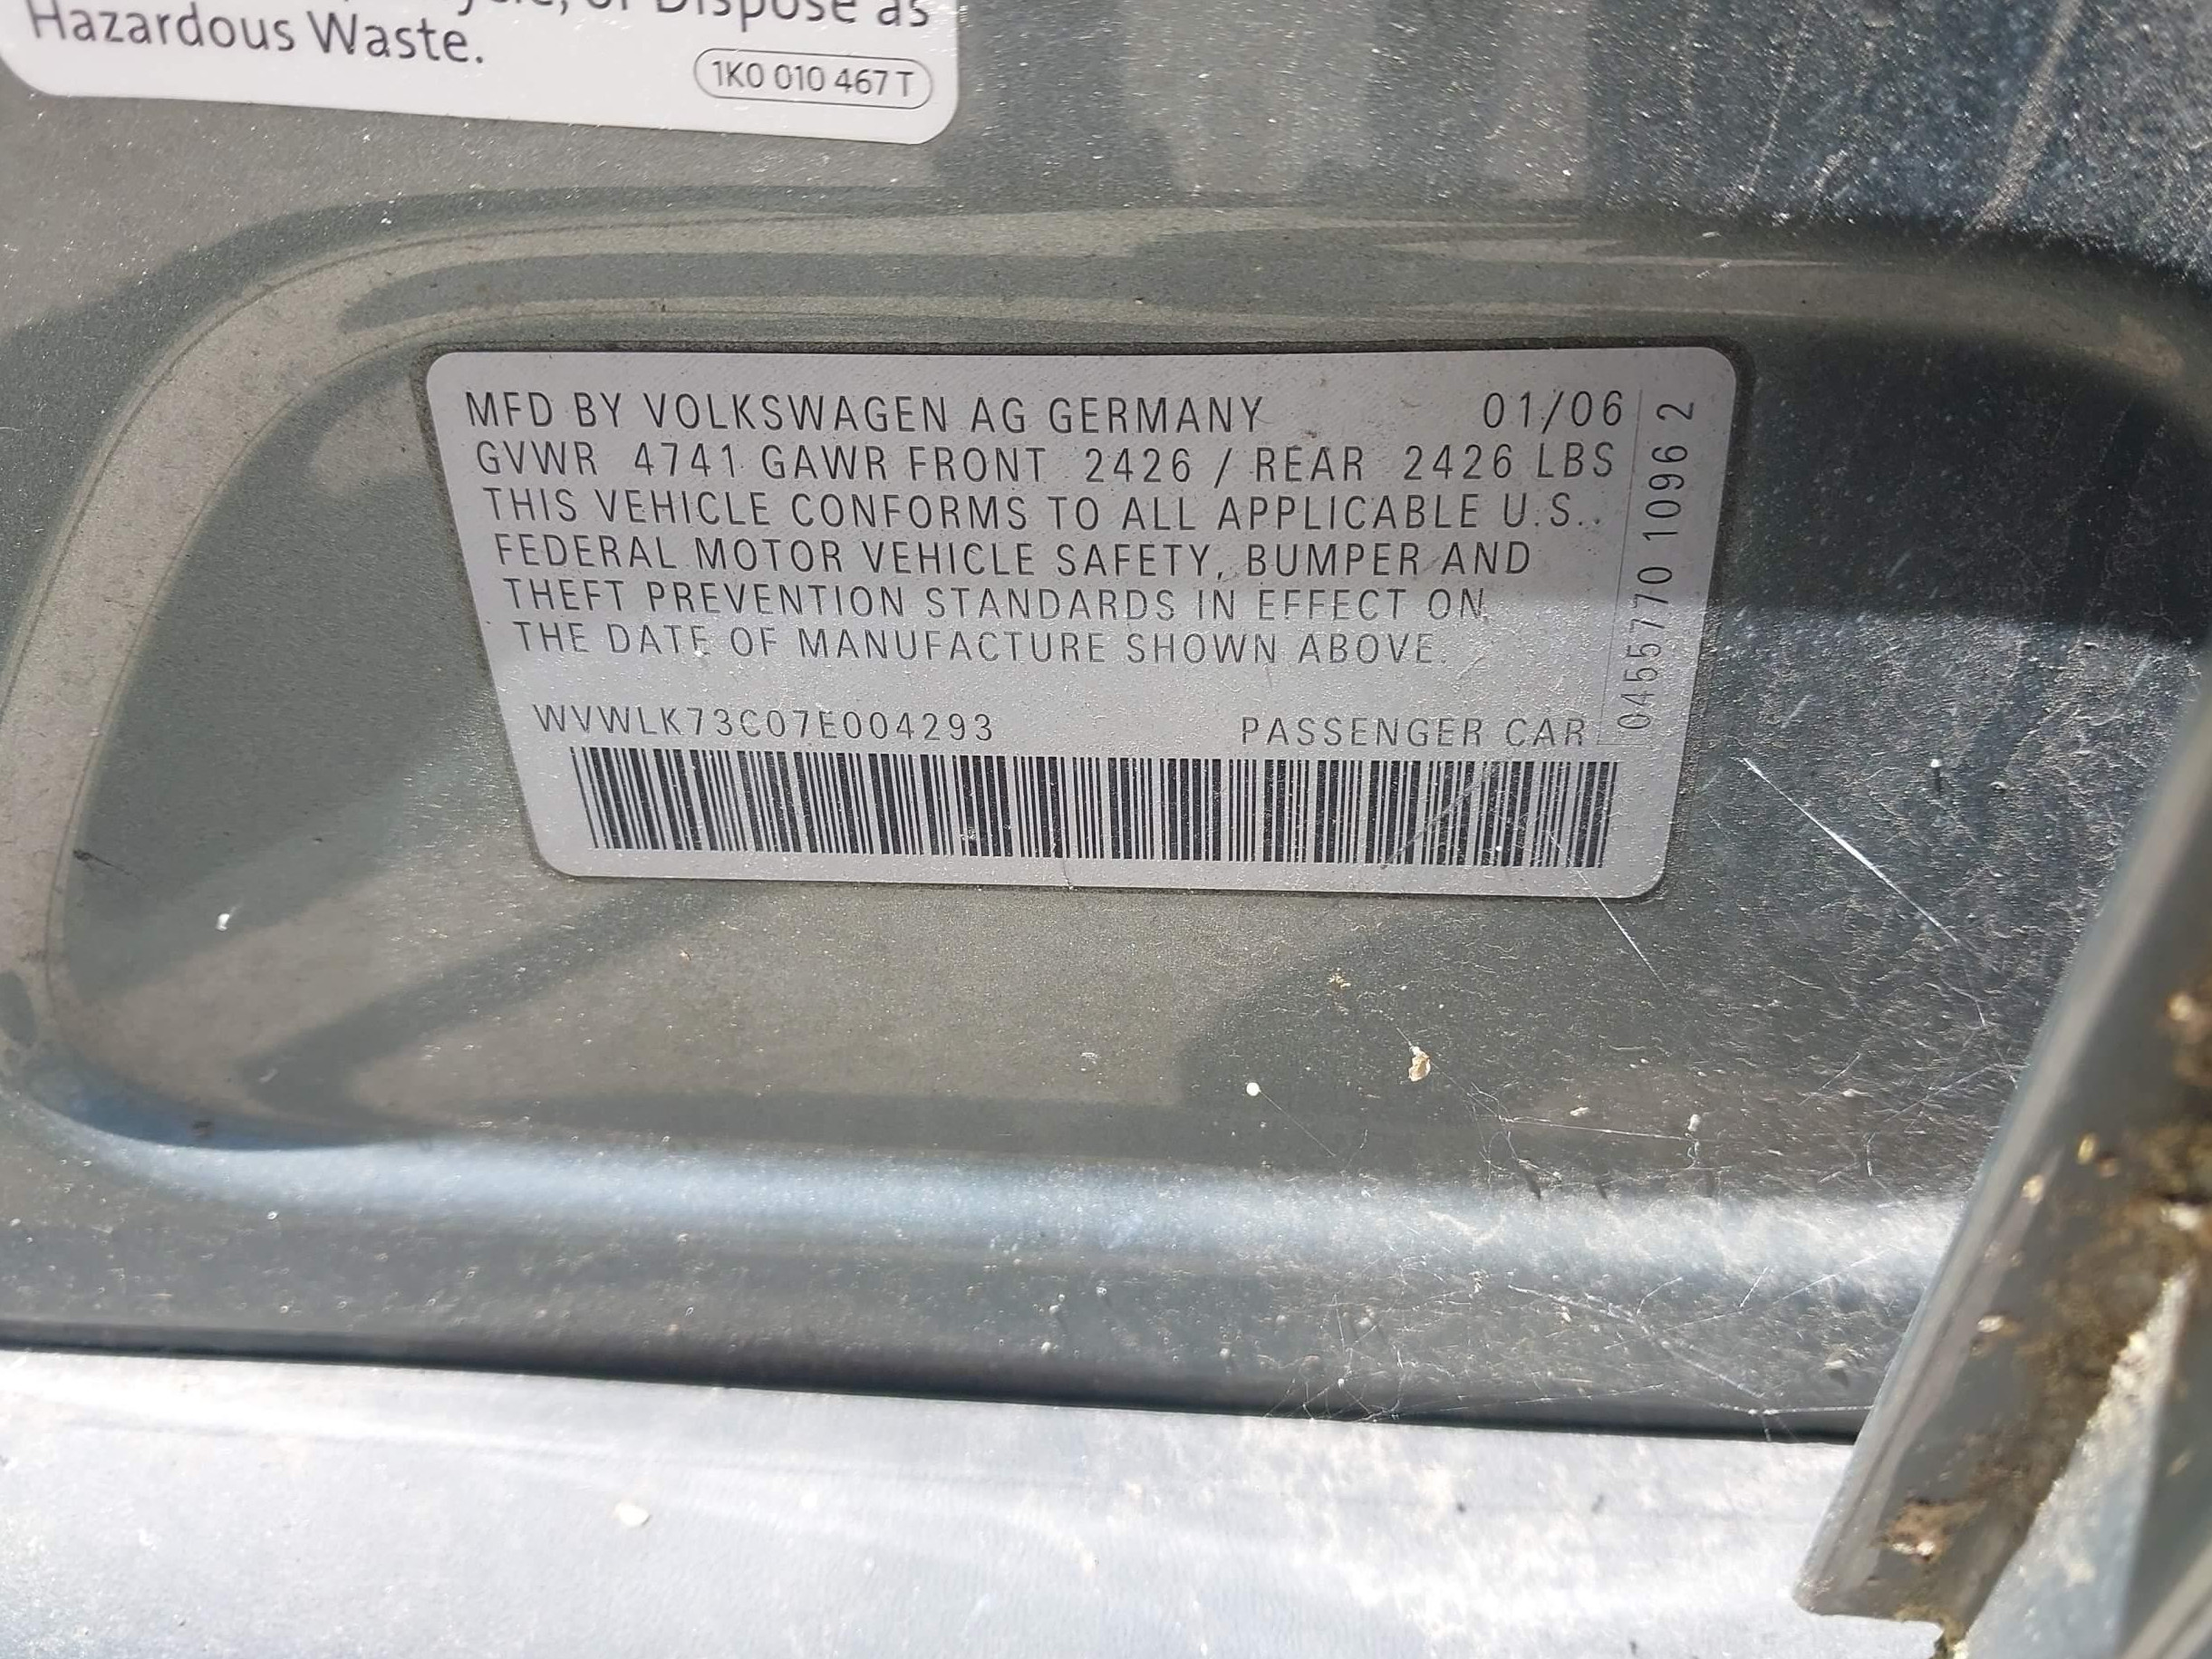 Dispose as
Hazardous Waste.
1K0 010 467 T
MFD BY VOLKSWAGEN AG GERMANY 01/06
GVWR 4741 GAWR FRONT 2426 / REAR 2426 LBS
THIS VEHICLE CONFORMS TO ALL APPLICABLE U.S.
FEDERAL MOTOR VEHICLE SAFETY, BUMPER AND
THEFT PREVENTION STANDARDS IN EFFECT ON
THE DATE OF MANUFACTURE SHOWN ABOVE.
WVWLK73C07E004293 PASSENGER CAR
0455770 1096 2